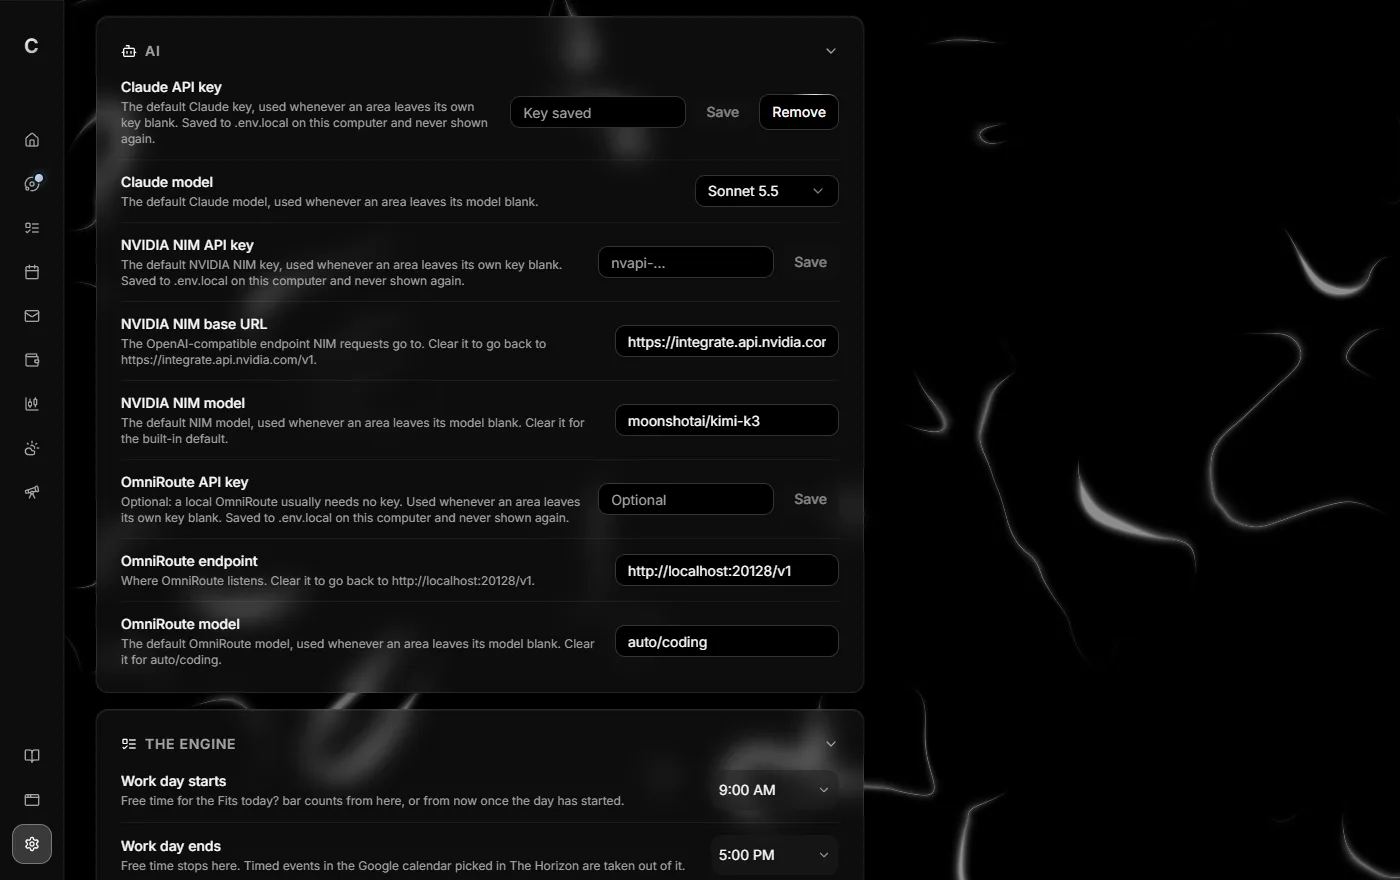 C
AI
Claude API key
The default Claude key, used whenever an area leaves its own
key blank. Saved to .env.local on this computer and never shown
again.
Key saved
Save
Remove
Claude model
The default Claude model, used whenever an area leaves its model blank.
Sonnet 5.5
NVIDIA NIM API key
The default NVIDIA NIM key, used whenever an area leaves its own key blank.
Saved to .env.local on this computer and never shown again.
nvapi-...
Save
NVIDIA NIM base URL
The OpenAI-compatible endpoint NIM requests go to. Clear it to go back to
https://integrate.api.nvidia.com/v1.
https://integrate.api.nvidia.cor
NVIDIA NIM model
The default NIM model, used whenever an area leaves its model blank. Clear it for
the built-in default.
moonshotai/kimi-k3
OmniRoute API key
Optional: a local OmniRoute usually needs no key. Used whenever an area leaves
its own key blank. Saved to .env.local on this computer and never shown again.
Optional
Save
OmniRoute endpoint
Where OmniRoute listens. Clear it to go back to http://localhost:20128/v1.
http://localhost:20128/v1
OmniRoute model
The default OmniRoute model, used whenever an area leaves its model blank. Clear
it for auto/coding.
auto/coding
THE ENGINE
Work day starts
Free time for the Fits today? bar counts from here, or from now once the day has started.
9:00 AM
Work day ends
Free time stops here. Timed events in the Google calendar picked in The Horizon are taken out of it.
5:00 PM